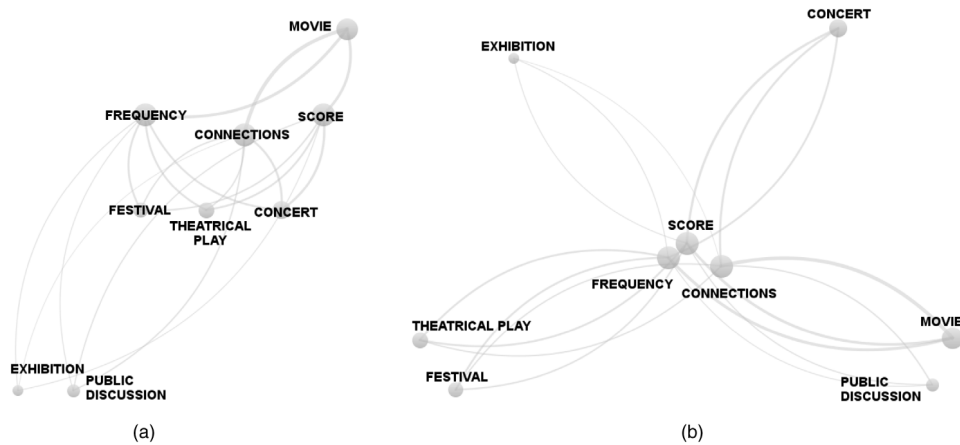 MOVIE
FREQUENCY
SCORE
CONNECTIONS
FESTIVAL
THEATRICAL
PLAY
CONCERT
EXHIBITION
PUBLIC
DISCUSSION
(a)
CONCERT
EXHIBITION
SCORE
FREQUENCY
CONNECTIONS
THEATRICAL PLAY
MOVIE
FESTIVAL
PUBLIC
DISCUSSION
(b)